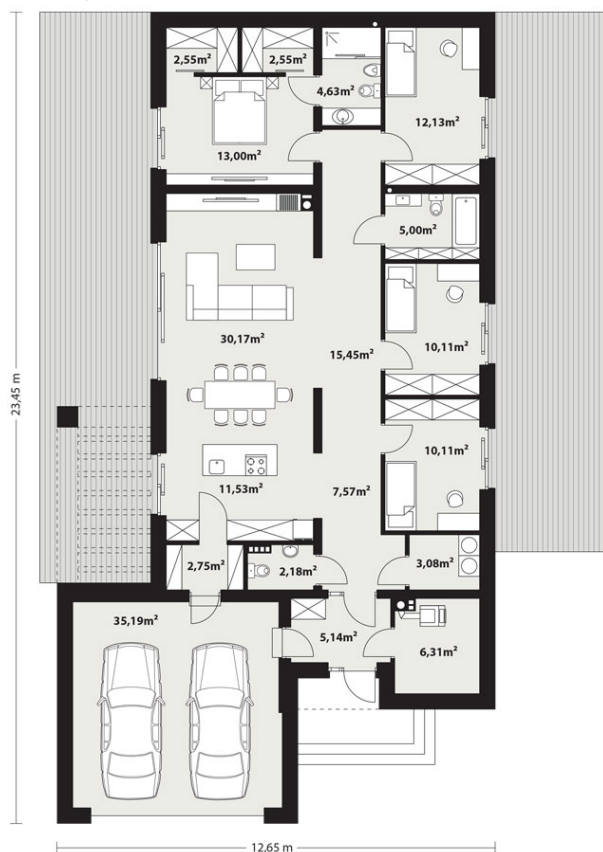 2,55m² 2,55m²
4,63m²
12,13m²
13,00m²
5,00m²
30,17m²
15,45m²
10,11m²
23,45 m
10,11m²
11,53m²
7,57m²
2,75m²
2,18m²
3,08m²
35,19m²
5,14m²
6,31m²
12,65 m